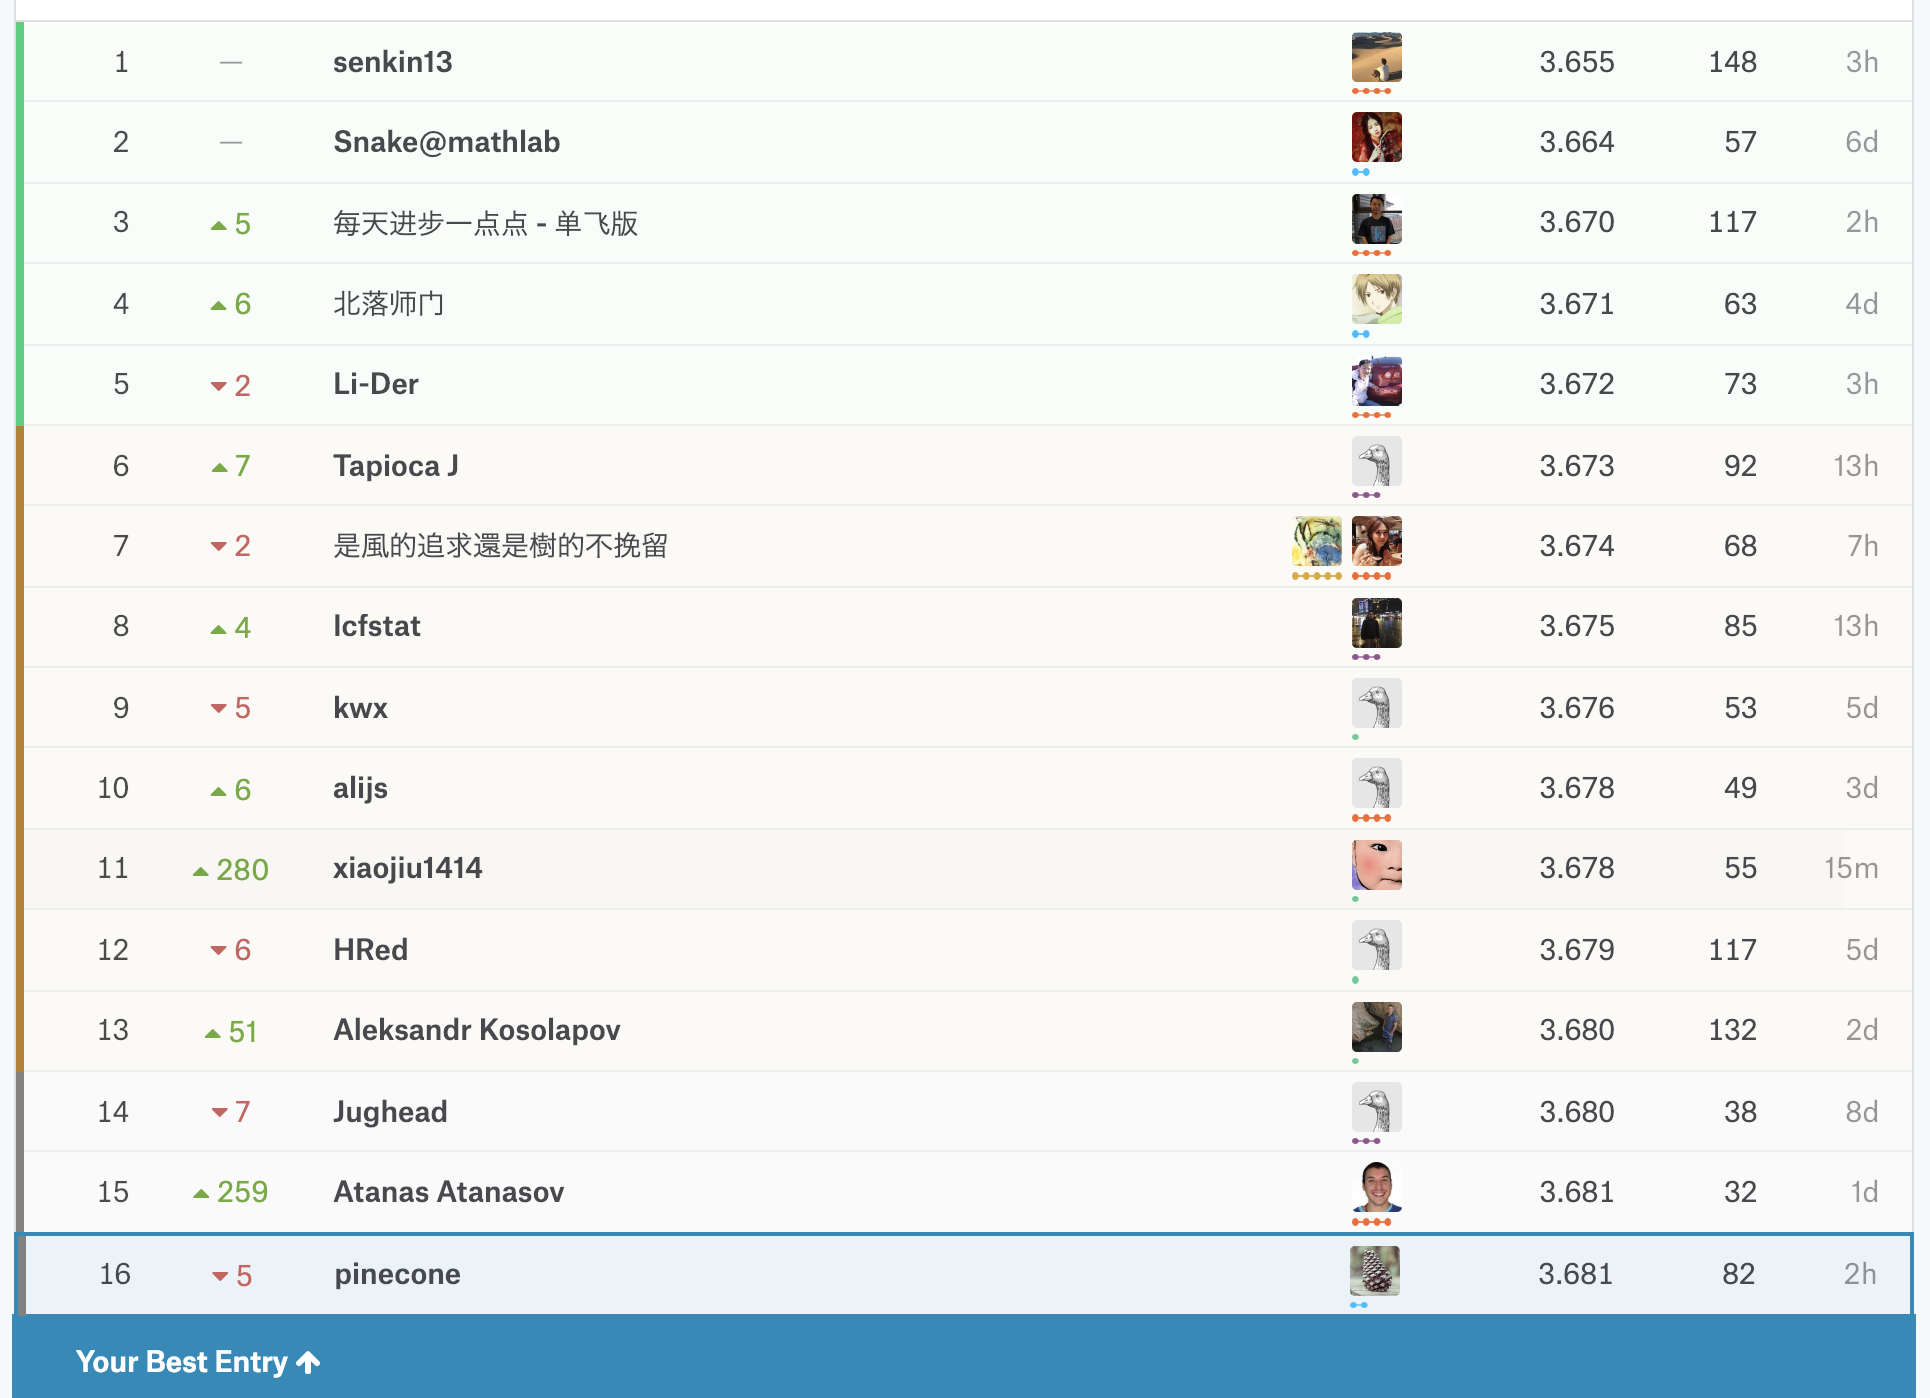 1 — senkin13 3.655 148 3h
2 — Snake@mathlab 3.664 57 6d
3 ▲5 每天进步一点点 - 单飞版 3.670 117 2h
4 ▲6 北落师门 3.671 63 4d
5 ▼2 Li-Der 3.672 73 3h
6 ▲7 Tapioca J 3.673 92 13h
7 ▼2 是風的追求還是樹的不挽留 3.674 68 7h
8 ▲4 lcfstat 3.675 85 13h
9 ▼5 kwx 3.676 53 5d
10 ▲6 alijs 3.678 49 3d
11 ▲280 xiaojiu1414 3.678 55 15m
12 ▼6 HRed 3.679 117 5d
13 ▲51 Aleksandr Kosolapov 3.680 132 2d
14 ▼7 Jughead 3.680 38 8d
15 ▲259 Atanas Atanasov 3.681 32 1d
16 ▼5 pinecone 3.681 82 2h
Your Best Entry ↑